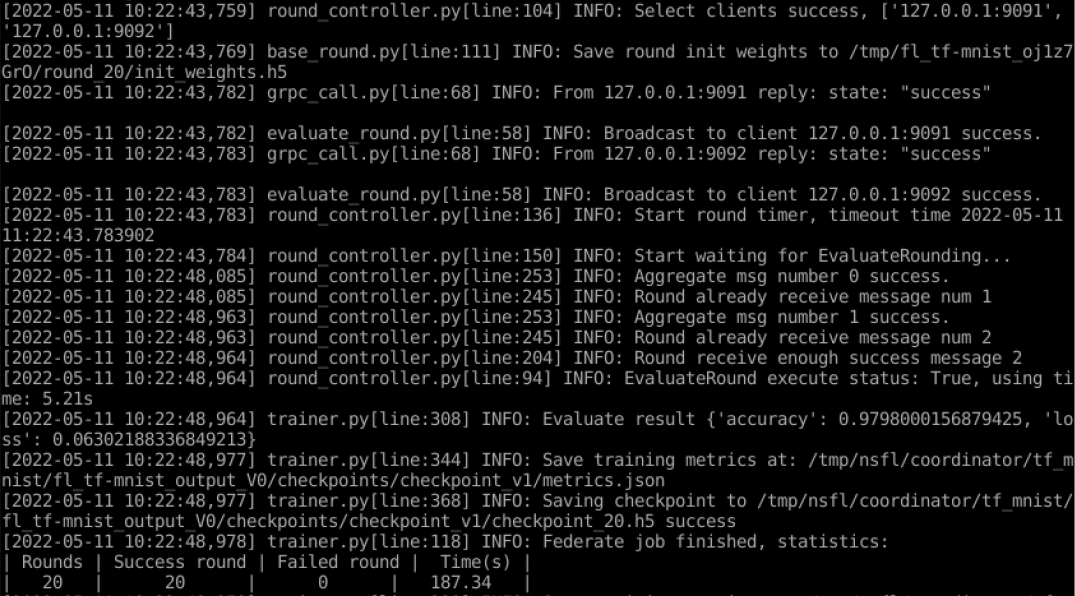 [2022-05-11 10:22:43,759] round_controller.py[line:104] INFO: Select clients success, ['127.0.0.1:9091',
'127.0.0.1:9092']
[2022-05-11 10:22:43,769] base_round.py[line:111] INFO: Save round init weights to /tmp/fl_tf-mnist_oj1z7
GrO/round_20/init_weights.h5
[2022-05-11 10:22:43,782] grpc_call.py[line:68] INFO: From 127.0.0.1:9091 reply: state: "success"
[2022-05-11 10:22:43,782] evaluate_round.py[line:58] INFO: Broadcast to client 127.0.0.1:9091 success.
[2022-05-11 10:22:43,783] grpc_call.py[line:68] INFO: From 127.0.0.1:9092 reply: state: "success"
[2022-05-11 10:22:43,783] evaluate_round.py[line:58] INFO: Broadcast to client 127.0.0.1:9092 success.
[2022-05-11 10:22:43,783] round_controller.py[line:136] INFO: Start round timer, timeout time 2022-05-11
11:22:43.783902
[2022-05-11 10:22:43,784] round_controller.py[line:150] INFO: Start waiting for EvaluateRounding...
[2022-05-11 10:22:48,085] round_controller.py[line:253] INFO: Aggregate msg number 0 success.
[2022-05-11 10:22:48,085] round_controller.py[line:245] INFO: Round already receive message num 1
[2022-05-11 10:22:48,963] round_controller.py[line:253] INFO: Aggregate msg number 1 success.
[2022-05-11 10:22:48,963] round_controller.py[line:245] INFO: Round already receive message num 2
[2022-05-11 10:22:48,964] round_controller.py[line:204] INFO: Round receive enough success message 2
[2022-05-11 10:22:48,964] round_controller.py[line:94] INFO: EvaluateRound execute status: True, using ti
me: 5.21s
[2022-05-11 10:22:48,964] trainer.py[line:308] INFO: Evaluate result {'accuracy': 0.9798000156879425, 'lo
ss': 0.06302188336849213}
[2022-05-11 10:22:48,977] trainer.py[line:344] INFO: Save training metrics at: /tmp/nsfl/coordinator/tf_m
nist/fl_tf-mnist_output_V0/checkpoints/checkpoint_v1/metrics.json
[2022-05-11 10:22:48,977] trainer.py[line:368] INFO: Saving checkpoint to /tmp/nsfl/coordinator/tf_mnist/
fl_tf-mnist_output_V0/checkpoints/checkpoint_v1/checkpoint_20.h5 success
[2022-05-11 10:22:48,978] trainer.py[line:118] INFO: Federate job finished, statistics:
| Rounds | Success round | Failed round | Time(s) |
| 20 | 20 | 0 | 187.34 |